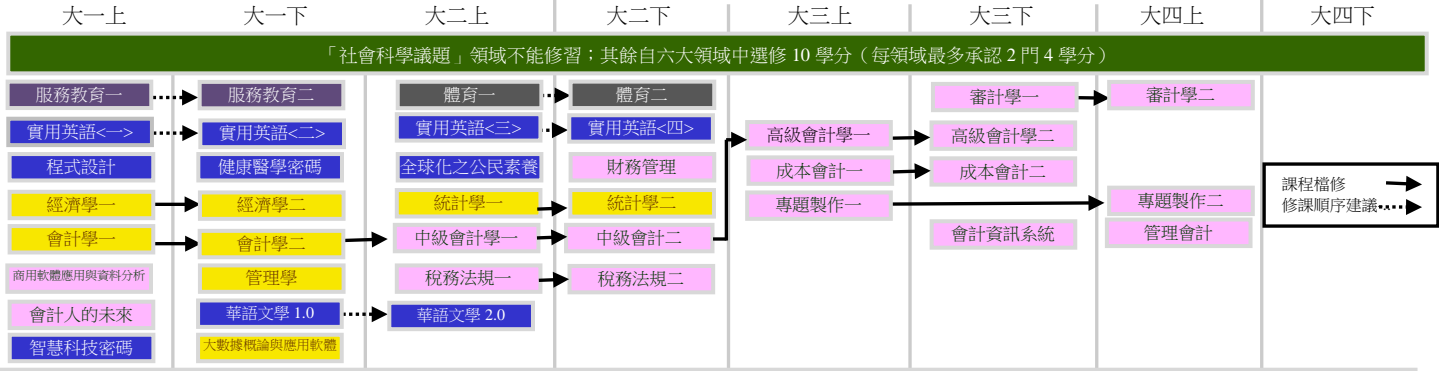 大一上 大一下 大二上 大二下 大三上 大三下 大四上 大四下
「社會科學議題」領域不能修習；其餘自六大領域中選修 10 學分（每領域最多承認 2 門 4 學分）
服務教育一 服務教育二 體育一 體育二 審計學一 審計學二
實用英語<一> 實用英語<二> 實用英語<三> 實用英語<四> 高級會計學一 高級會計學二
程式設計 健康醫學密碼 全球化之公民素養 財務管理 成本會計一 成本會計二
課程檔修
經濟學一 經濟學二 統計學一 統計學二 專題製作一 專題製作二
修課順序建議
會計學一 會計學二 中級會計學一 中級會計二 會計資訊系統 管理會計
商用軟體應用與資料分析 管理學 稅務法規一 稅務法規二
會計人的未來 華語文學 1.0 華語文學 2.0
智慧科技密碼 大數據概論與應用軟體